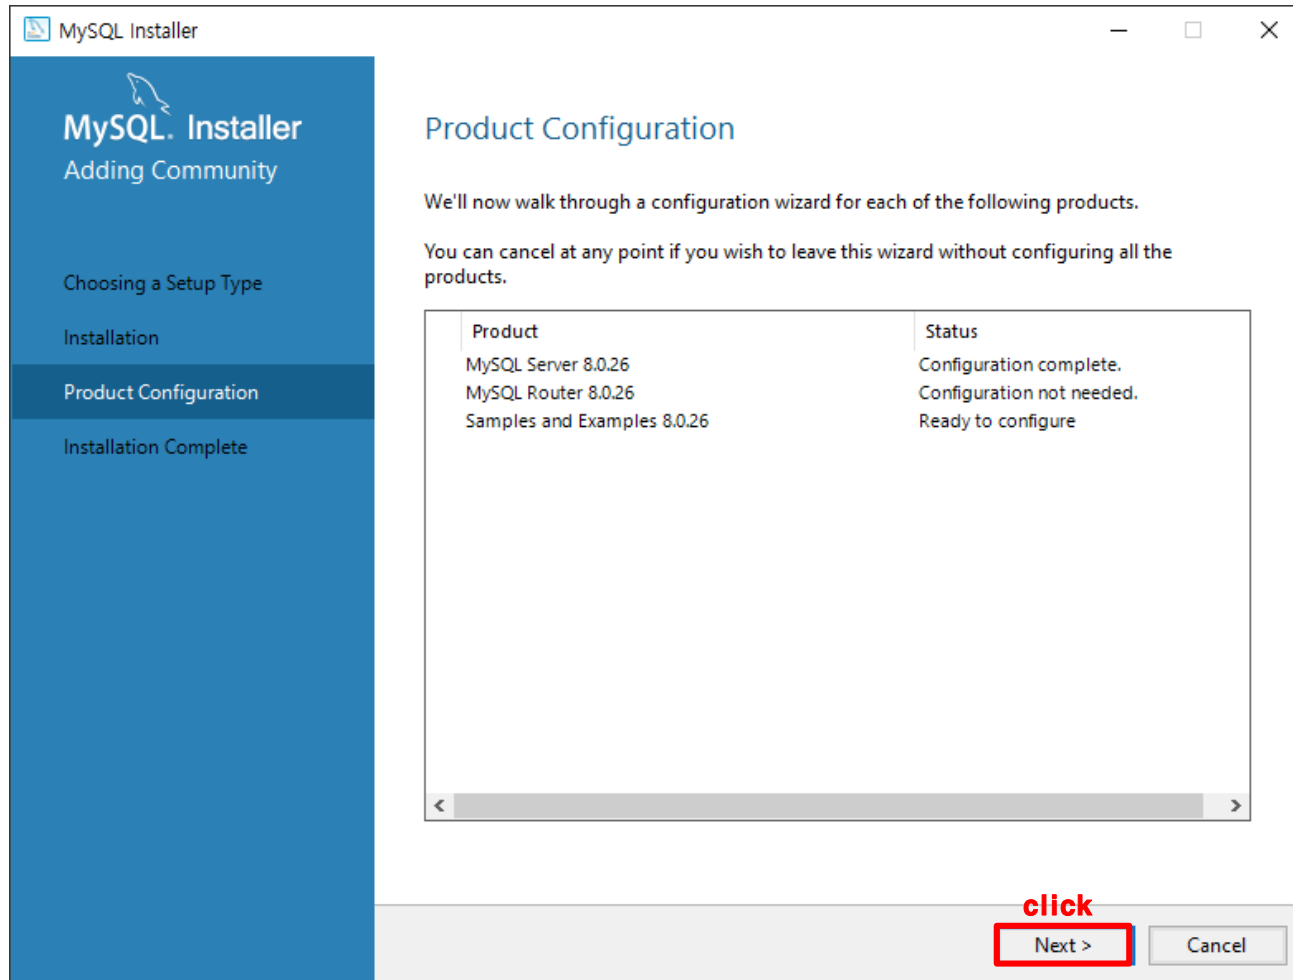 MySQL Installer
MySQL. Installer
Adding Community
Choosing a Setup Type
Installation
Product Configuration
Installation Complete
Product Configuration
We'll now walk through a configuration wizard for each of the following products.
You can cancel at any point if you wish to leave this wizard without configuring all the
products.
Product Status
MySQL Server 8.0.26 Configuration complete.
MySQL Router 8.0.26 Configuration not needed.
Samples and Examples 8.0.26 Ready to configure
click
Next > Cancel